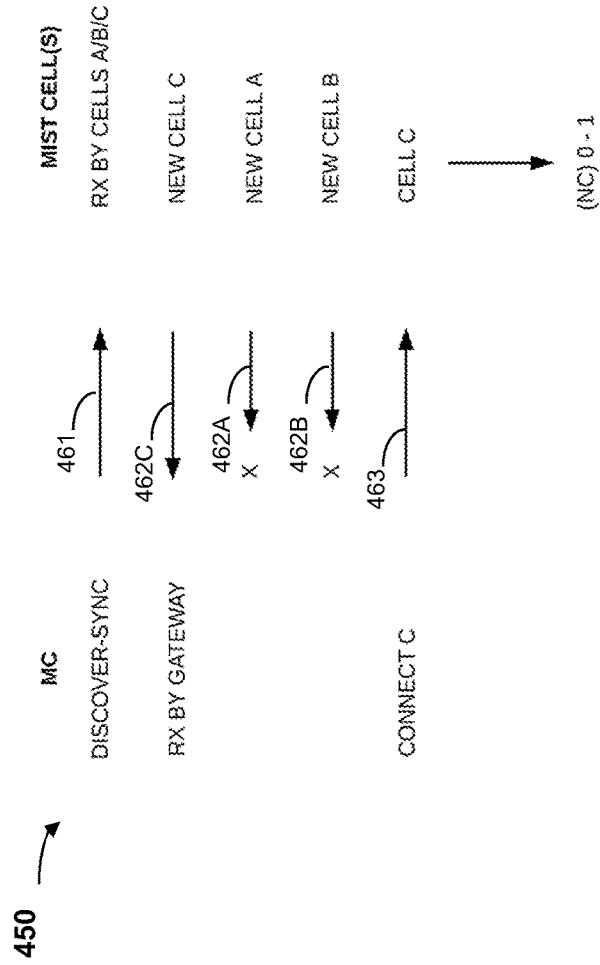 450
MC
MIST CELL(S)
DISCOVER-SYNC
461
RX BY CELLS A/B/C
RX BY GATEWAY
462C
NEW CELL C
X
462A
NEW CELL A
X
462B
NEW CELL B
CONNECT C
463
CELL C
(NC) 0 - 1